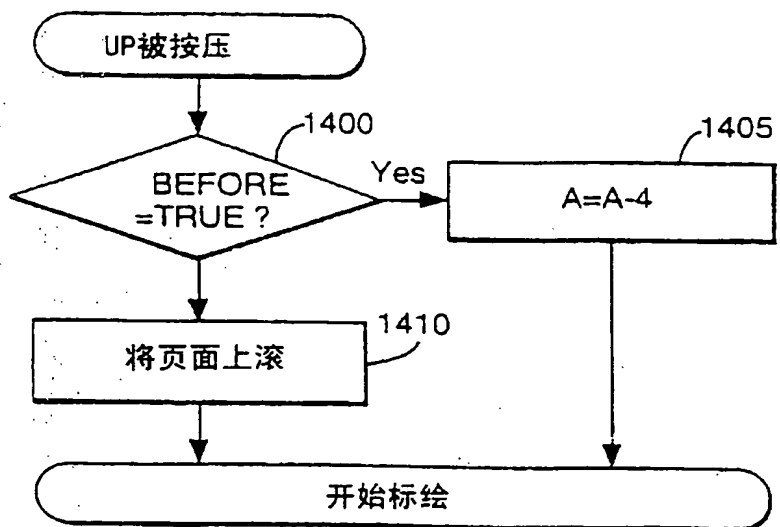 UP被按压
1400
BEFORE
=TRUE?
Yes
1405
A=A-4
1410
将页面上滚
开始标绘